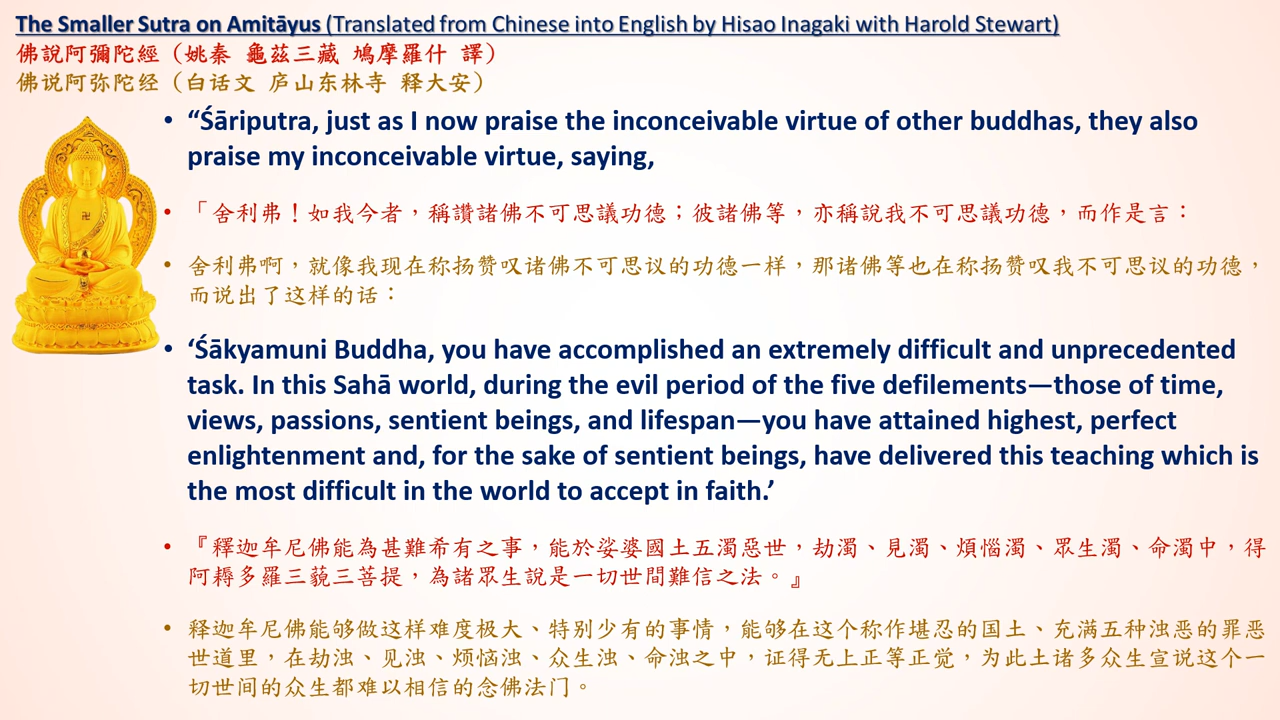 The Smaller Sutra on Amitāyus (Translated from Chinese into English by Hisao Inagaki with Harold Stewart)
佛說阿彌陀經（姚秦 龜茲三藏 鳩摩羅什 譯）
佛说阿弥陀经（白话文 庐山东林寺 释大安）
• “Śāriputra, just as I now praise the inconceivable virtue of other buddhas, they also
praise my inconceivable virtue, saying,
• 「舍利弗！如我今者，稱讚諸佛不可思議功德；彼諸佛等，亦稱說我不可思議功德，而作是言：
• 舍利弗啊，就像我现在称扬赞叹诸佛不可思议的功德一样，那诸佛等也在称扬赞叹我不可思议的功德，
而说出了这样的话：
• ‘Śākyamuni Buddha, you have accomplished an extremely difficult and unprecedented
task. In this Sahā world, during the evil period of the five defilements—those of time,
views, passions, sentient beings, and lifespan—you have attained highest, perfect
enlightenment and, for the sake of sentient beings, have delivered this teaching which is
the most difficult in the world to accept in faith.’
• 『釋迦牟尼佛能為甚難希有之事，能於娑婆國土五濁惡世，劫濁、見濁、煩惱濁、眾生濁、命濁中，得
阿耨多羅三藐三菩提，為諸眾生說是一切世間難信之法。』
• 释迦牟尼佛能够做这样难度极大、特别少有的事情，能够在这个称作堪忍的国土、充满五种浊恶的罪恶
世道里，在劫浊、见浊、烦恼浊、众生浊、命浊之中，证得无上正等正觉，为此土诸多众生宣说这个一
切世间的众生都难以相信的念佛法门。
卍